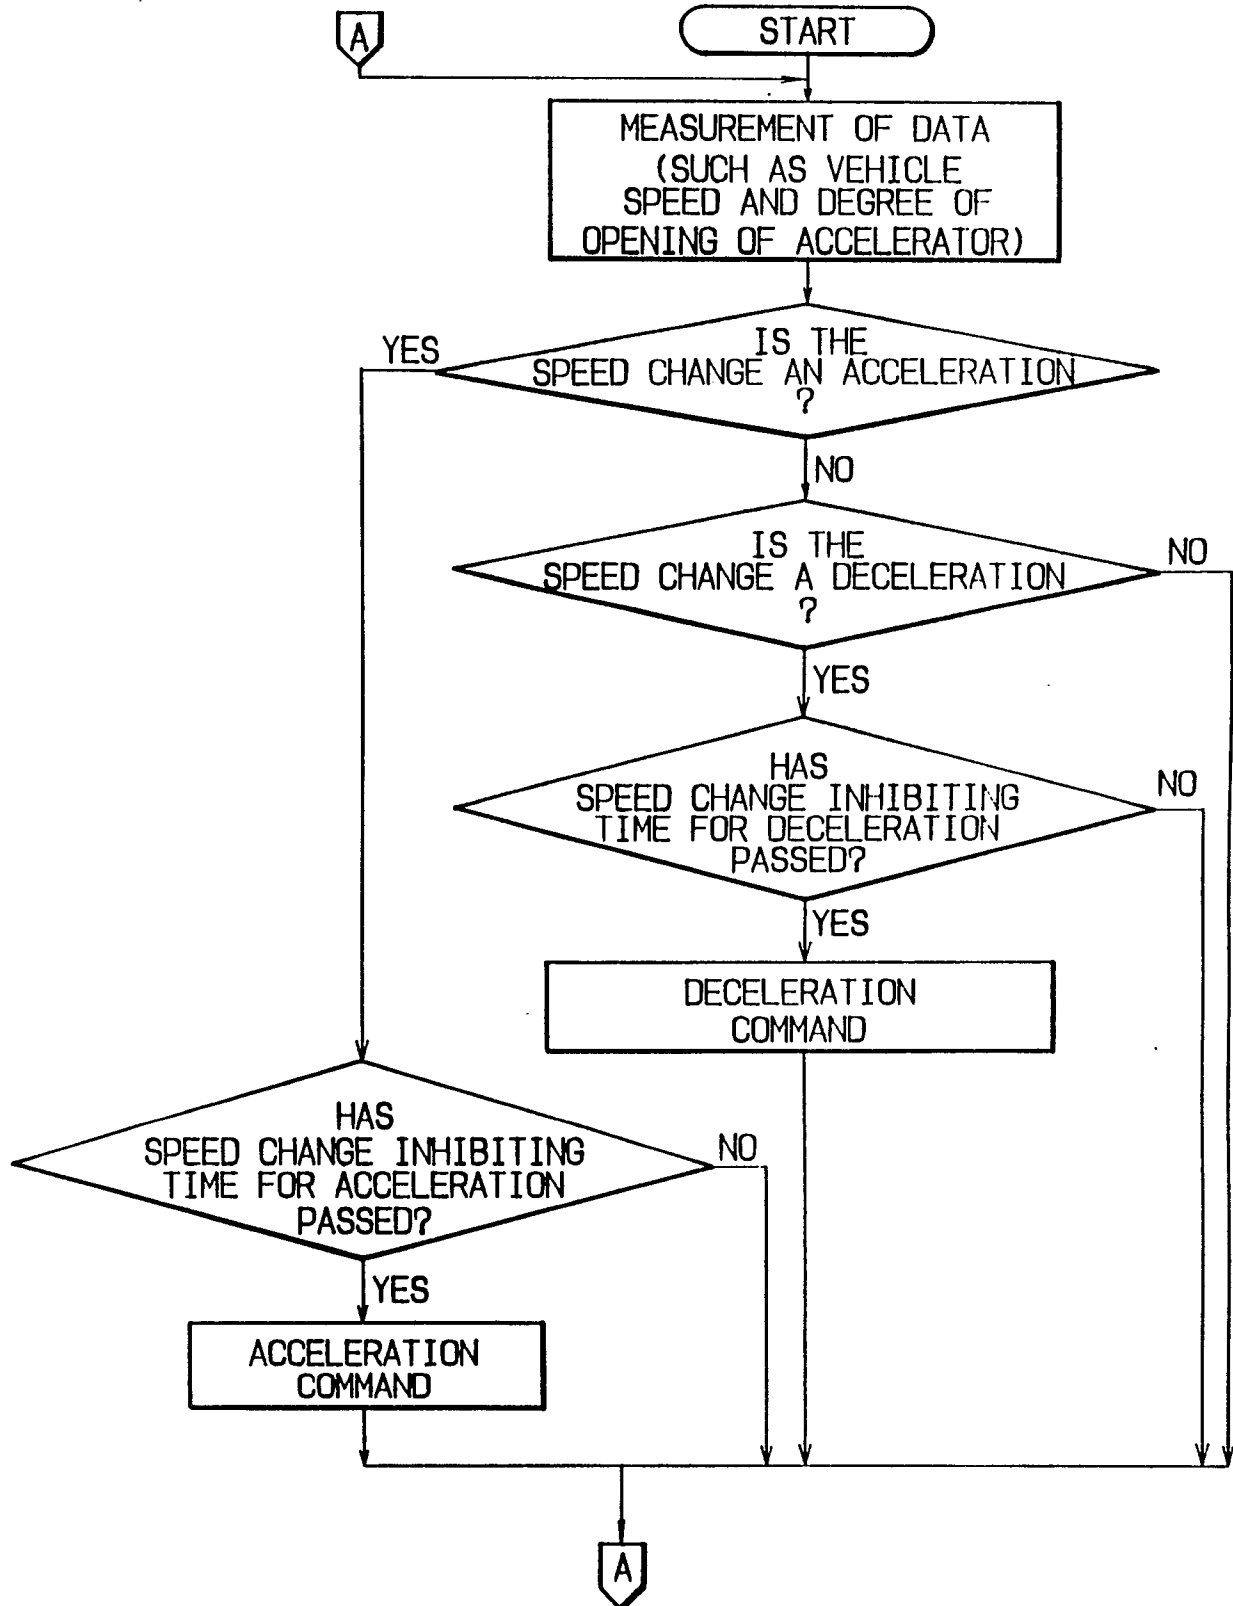 A
START
MEASUREMENT OF DATA
(SUCH AS VEHICLE
SPEED AND DEGREE OF
OPENING OF ACCELERATOR)
YES
IS THE
SPEED CHANGE AN ACCELERATION
?
NO
IS THE
SPEED CHANGE A DECELERATION
?
NO
YES
HAS
SPEED CHANGE INHIBITING
TIME FOR DECELERATION
PASSED?
NO
YES
DECELERATION
COMMAND
HAS
SPEED CHANGE INHIBITING
TIME FOR ACCELERATION
PASSED?
NO
YES
ACCELERATION
COMMAND
A